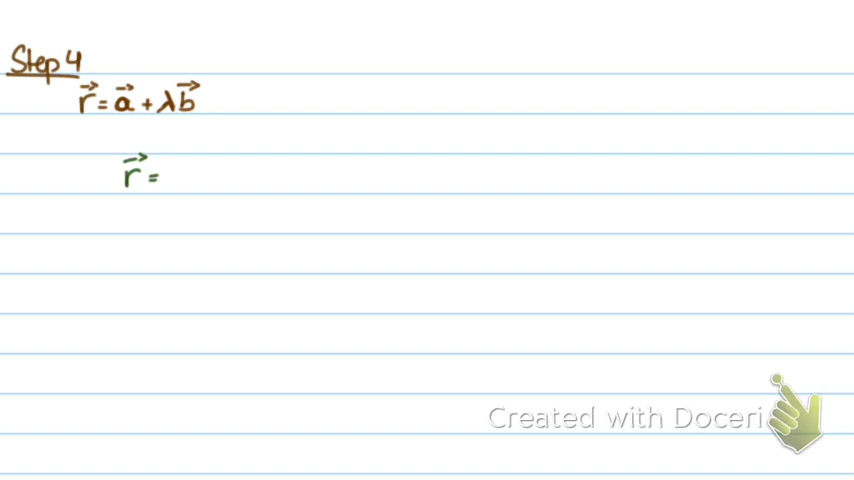 Step 4
r⃗ = a⃗ + λb⃗
r⃗ =
Created with Doceri